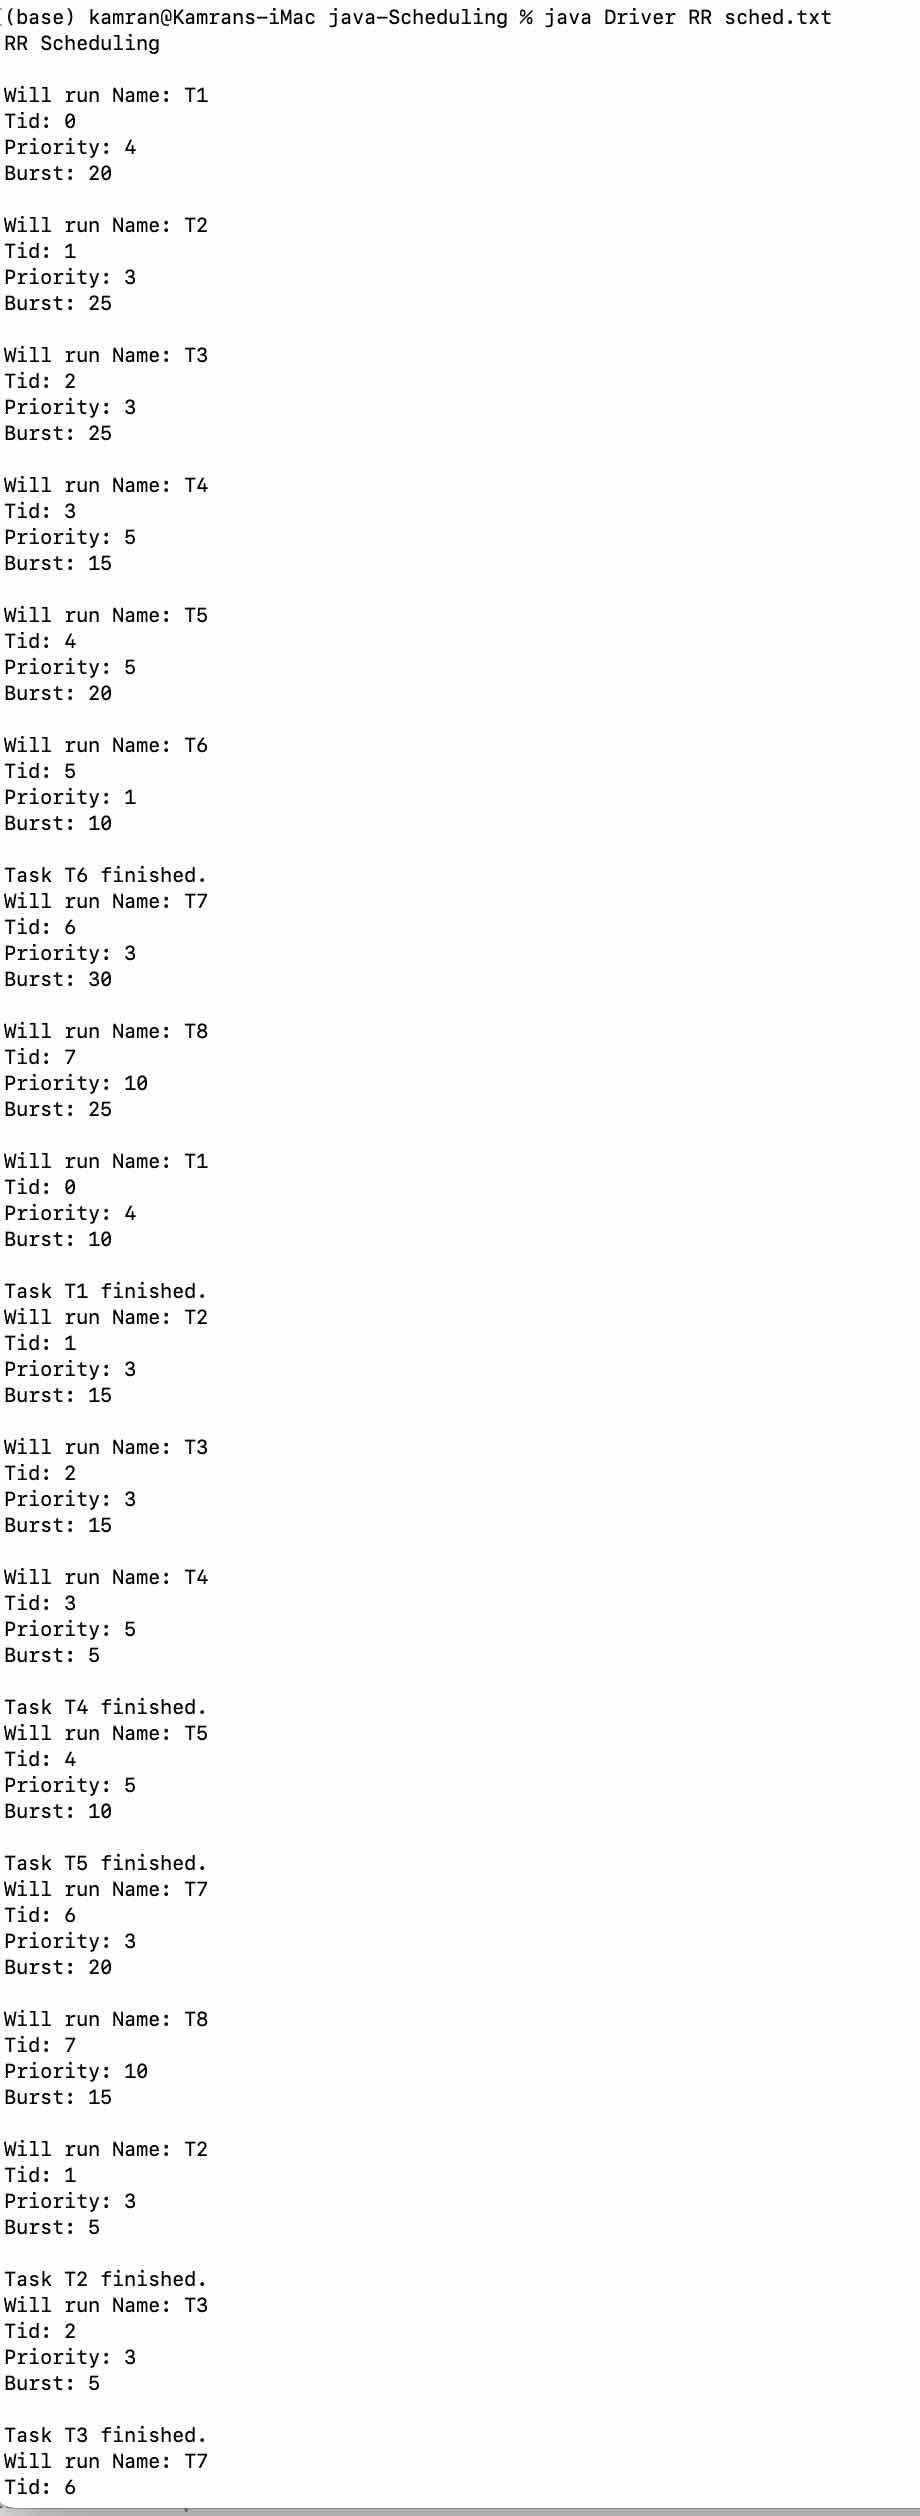 (base) kamran@Kamrans-iMac java-Scheduling % java Driver RR sched.txt
RR Scheduling
Will run Name: T1
Tid: 0
Priority: 4
Burst: 20
Will run Name: T2
Tid: 1
Priority: 3
Burst: 25
Will run Name: T3
Tid: 2
Priority: 3
Burst: 25
Will run Name: T4
Tid: 3
Priority: 5
Burst: 15
Will run Name: T5
Tid: 4
Priority: 5
Burst: 20
Will run Name: T6
Tid: 5
Priority: 1
Burst: 10
Task T6 finished.
Will run Name: T7
Tid: 6
Priority: 3
Burst: 30
Will run Name: T8
Tid: 7
Priority: 10
Burst: 25
Will run Name: T1
Tid: 0
Priority: 4
Burst: 10
Task T1 finished.
Will run Name: T2
Tid: 1
Priority: 3
Burst: 15
Will run Name: T3
Tid: 2
Priority: 3
Burst: 15
Will run Name: T4
Tid: 3
Priority: 5
Burst: 5
Task T4 finished.
Will run Name: T5
Tid: 4
Priority: 5
Burst: 10
Task T5 finished.
Will run Name: T7
Tid: 6
Priority: 3
Burst: 20
Will run Name: T8
Tid: 7
Priority: 10
Burst: 15
Will run Name: T2
Tid: 1
Priority: 3
Burst: 5
Task T2 finished.
Will run Name: T3
Tid: 2
Priority: 3
Burst: 5
Task T3 finished.
Will run Name: T7
Tid: 6